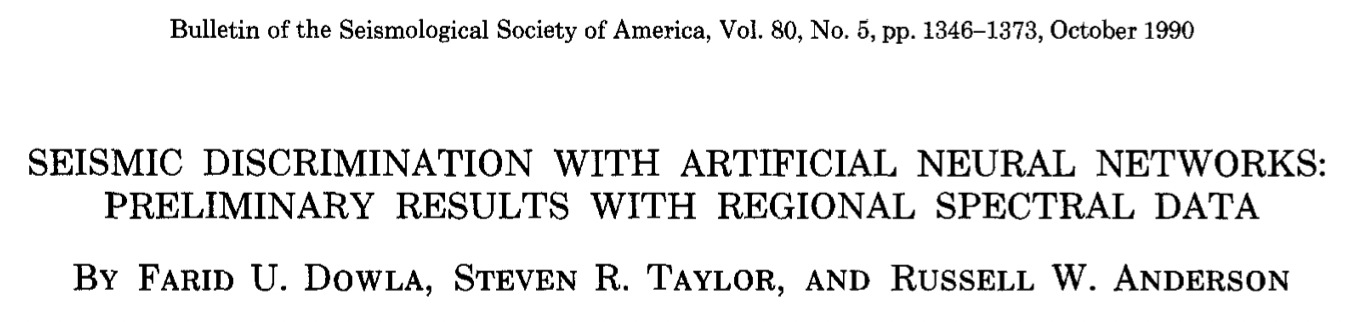 Bulletin of the Seismological Society of America, Vol. 80, No. 5, pp. 1346–1373, October 1990
SEISMIC DISCRIMINATION WITH ARTIFICIAL NEURAL NETWORKS:
PRELIMINARY RESULTS WITH REGIONAL SPECTRAL DATA
BY FARID U. DOWLA, STEVEN R. TAYLOR, AND RUSSELL W. ANDERSON